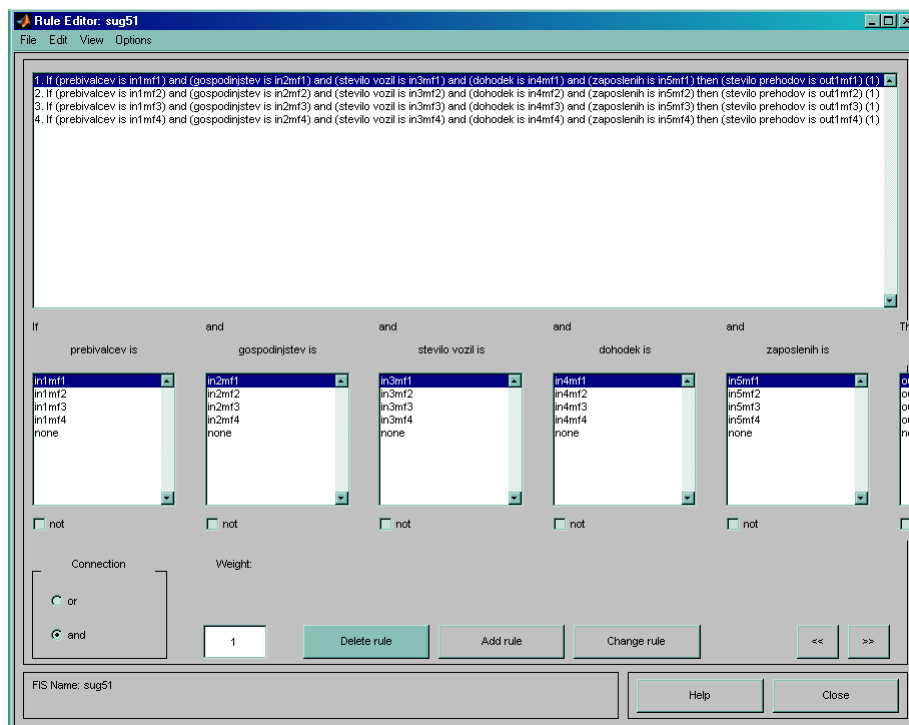 Rule Editor: sug51
File Edit View Options
1. If (prebivalcev is in1mf1) and (gospodinjstev is in2mf1) and (stevilo vozil is in3mf1) and (dohodek is in4mf1) and (zaposlenih is in5mf1) then (stevilo prehodov is out1mf1) (1)
2. If (prebivalcev is in1mf2) and (gospodinjstev is in2mf2) and (stevilo vozil is in3mf2) and (dohodek is in4mf2) and (zaposlenih is in5mf2) then (stevilo prehodov is out1mf2) (1)
3. If (prebivalcev is in1mf3) and (gospodinjstev is in2mf3) and (stevilo vozil is in3mf3) and (dohodek is in4mf3) and (zaposlenih is in5mf3) then (stevilo prehodov is out1mf3) (1)
4. If (prebivalcev is in1mf4) and (gospodinjstev is in2mf4) and (stevilo vozil is in3mf4) and (dohodek is in4mf4) and (zaposlenih is in5mf4) then (stevilo prehodov is out1mf4) (1)
If and and and and
prebivalcev is gospodinjstev is stevilo vozil is dohodek is zaposlenih is
in1mf1 in2mf1 in3mf1 in4mf1 in5mf1
in1mf2 in2mf2 in3mf2 in4mf2 in5mf2
in1mf3 in2mf3 in3mf3 in4mf3 in5mf3
in1mf4 in2mf4 in3mf4 in4mf4 in5mf4
none none none none none
not not not not not
Connection Weight:
or
and
1 Delete rule Add rule Change rule << >>
FIS Name: sug51
Help Close